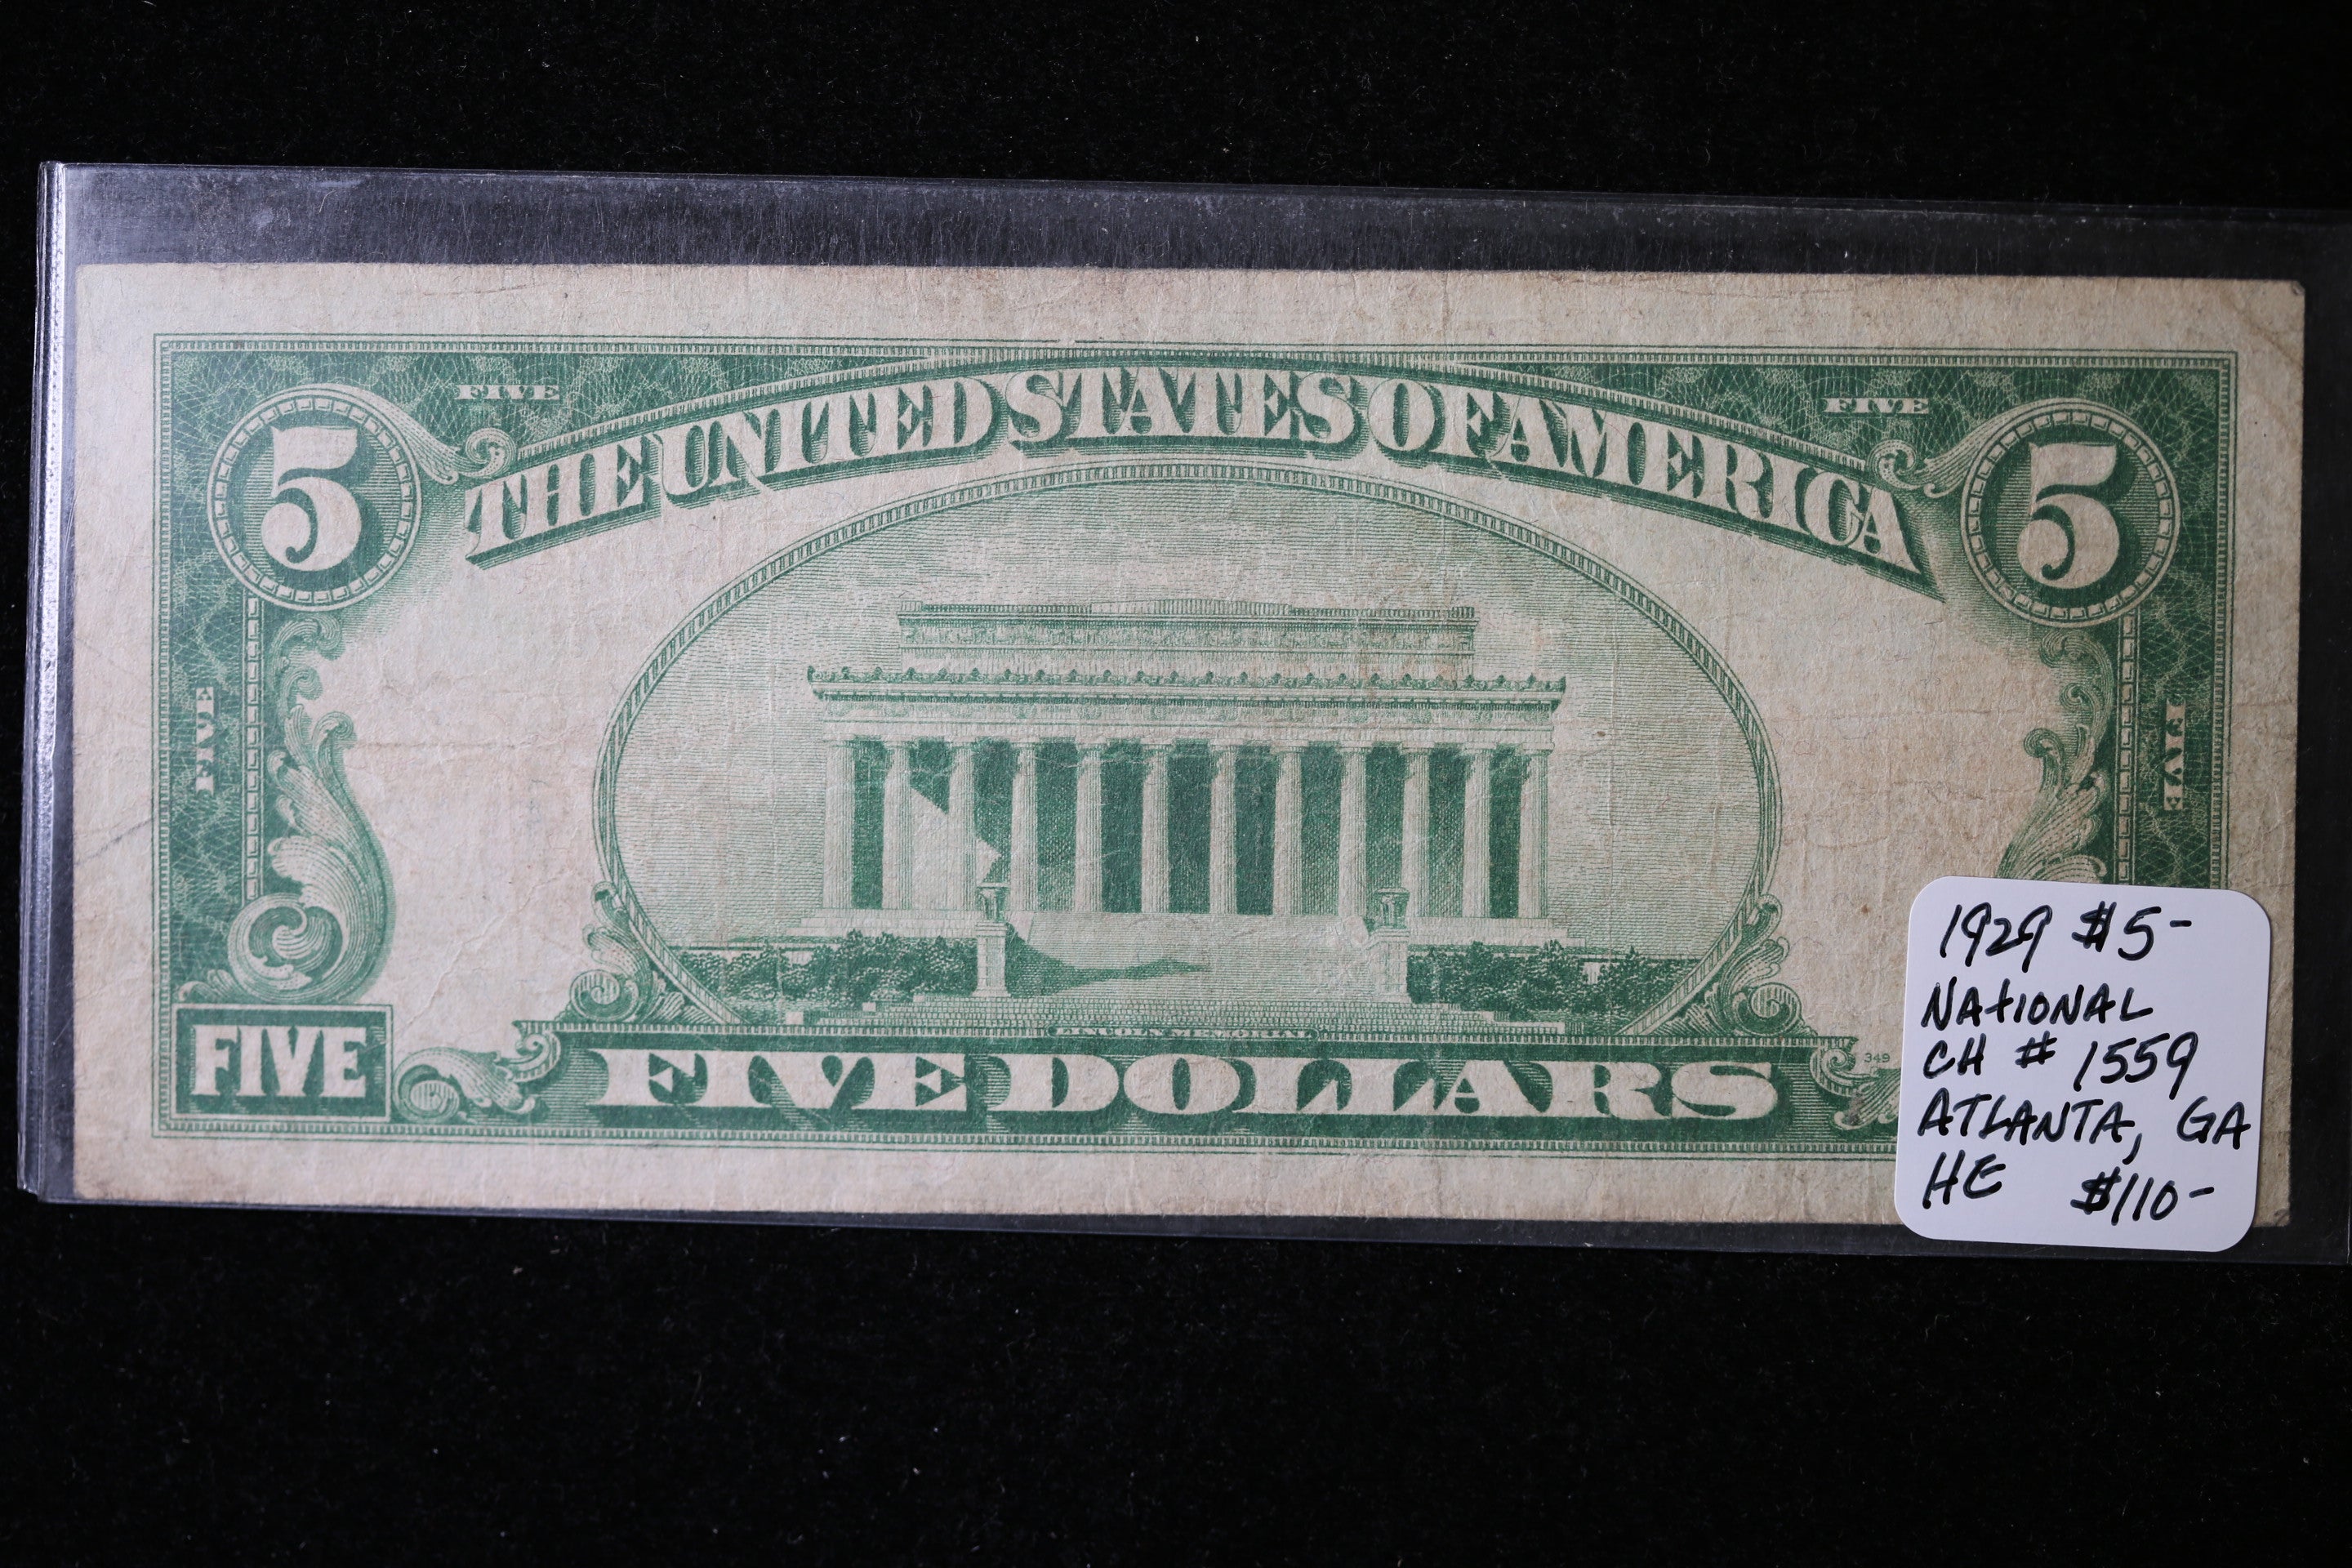 FIVE
FIVE
5
THE UNITED STATES OF AMERICA
5
FIVE
FIVE
LINCOLN MEMORIAL
FIVE
FIVE DOLLARS
349
1929 $5-
NATIONAL
CH # 1559
ATLANTA, GA
HE $110-